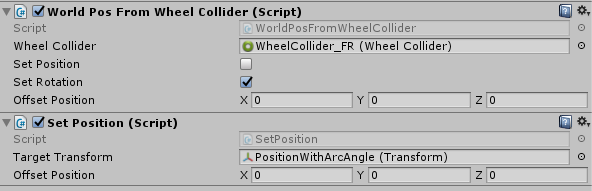 World Pos From Wheel Collider (Script)
Script WorldPosFromWheelCollider
Wheel Collider WheelCollider_FR (Wheel Collider)
Set Position
Set Rotation
Offset Position X 0 Y 0 Z 0
Set Position (Script)
Script SetPosition
Target Transform PositionWithArcAngle (Transform)
Offset Position X 0 Y 0 Z 0